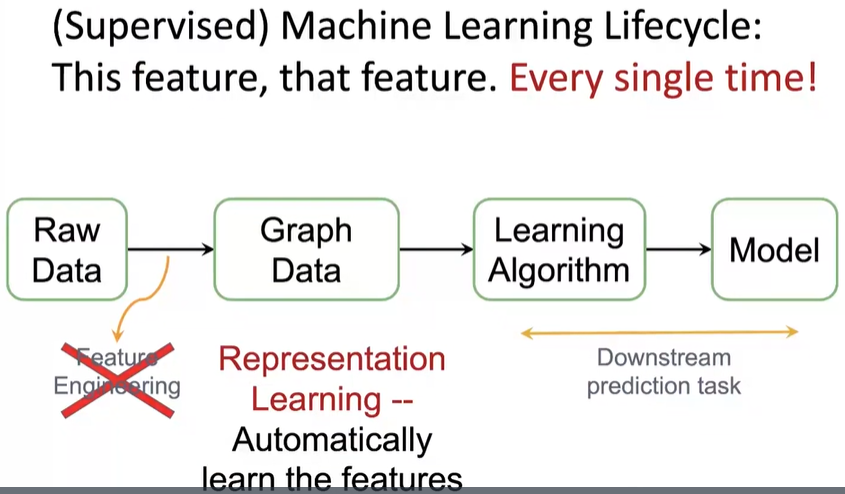 (Supervised) Machine Learning Lifecycle:
This feature, that feature. Every single time!
Raw
Data
Graph
Data
Learning
Algorithm
Model
Feature
Engineering
Representation
Learning --
Automatically
learn the features
Downstream
prediction task